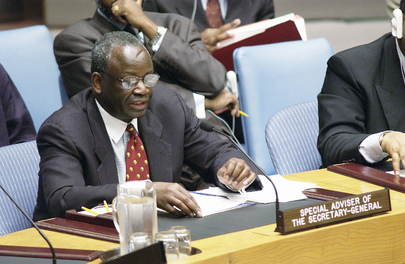 SPECIAL ADVISER OF
THE SECRETARY-GENERAL